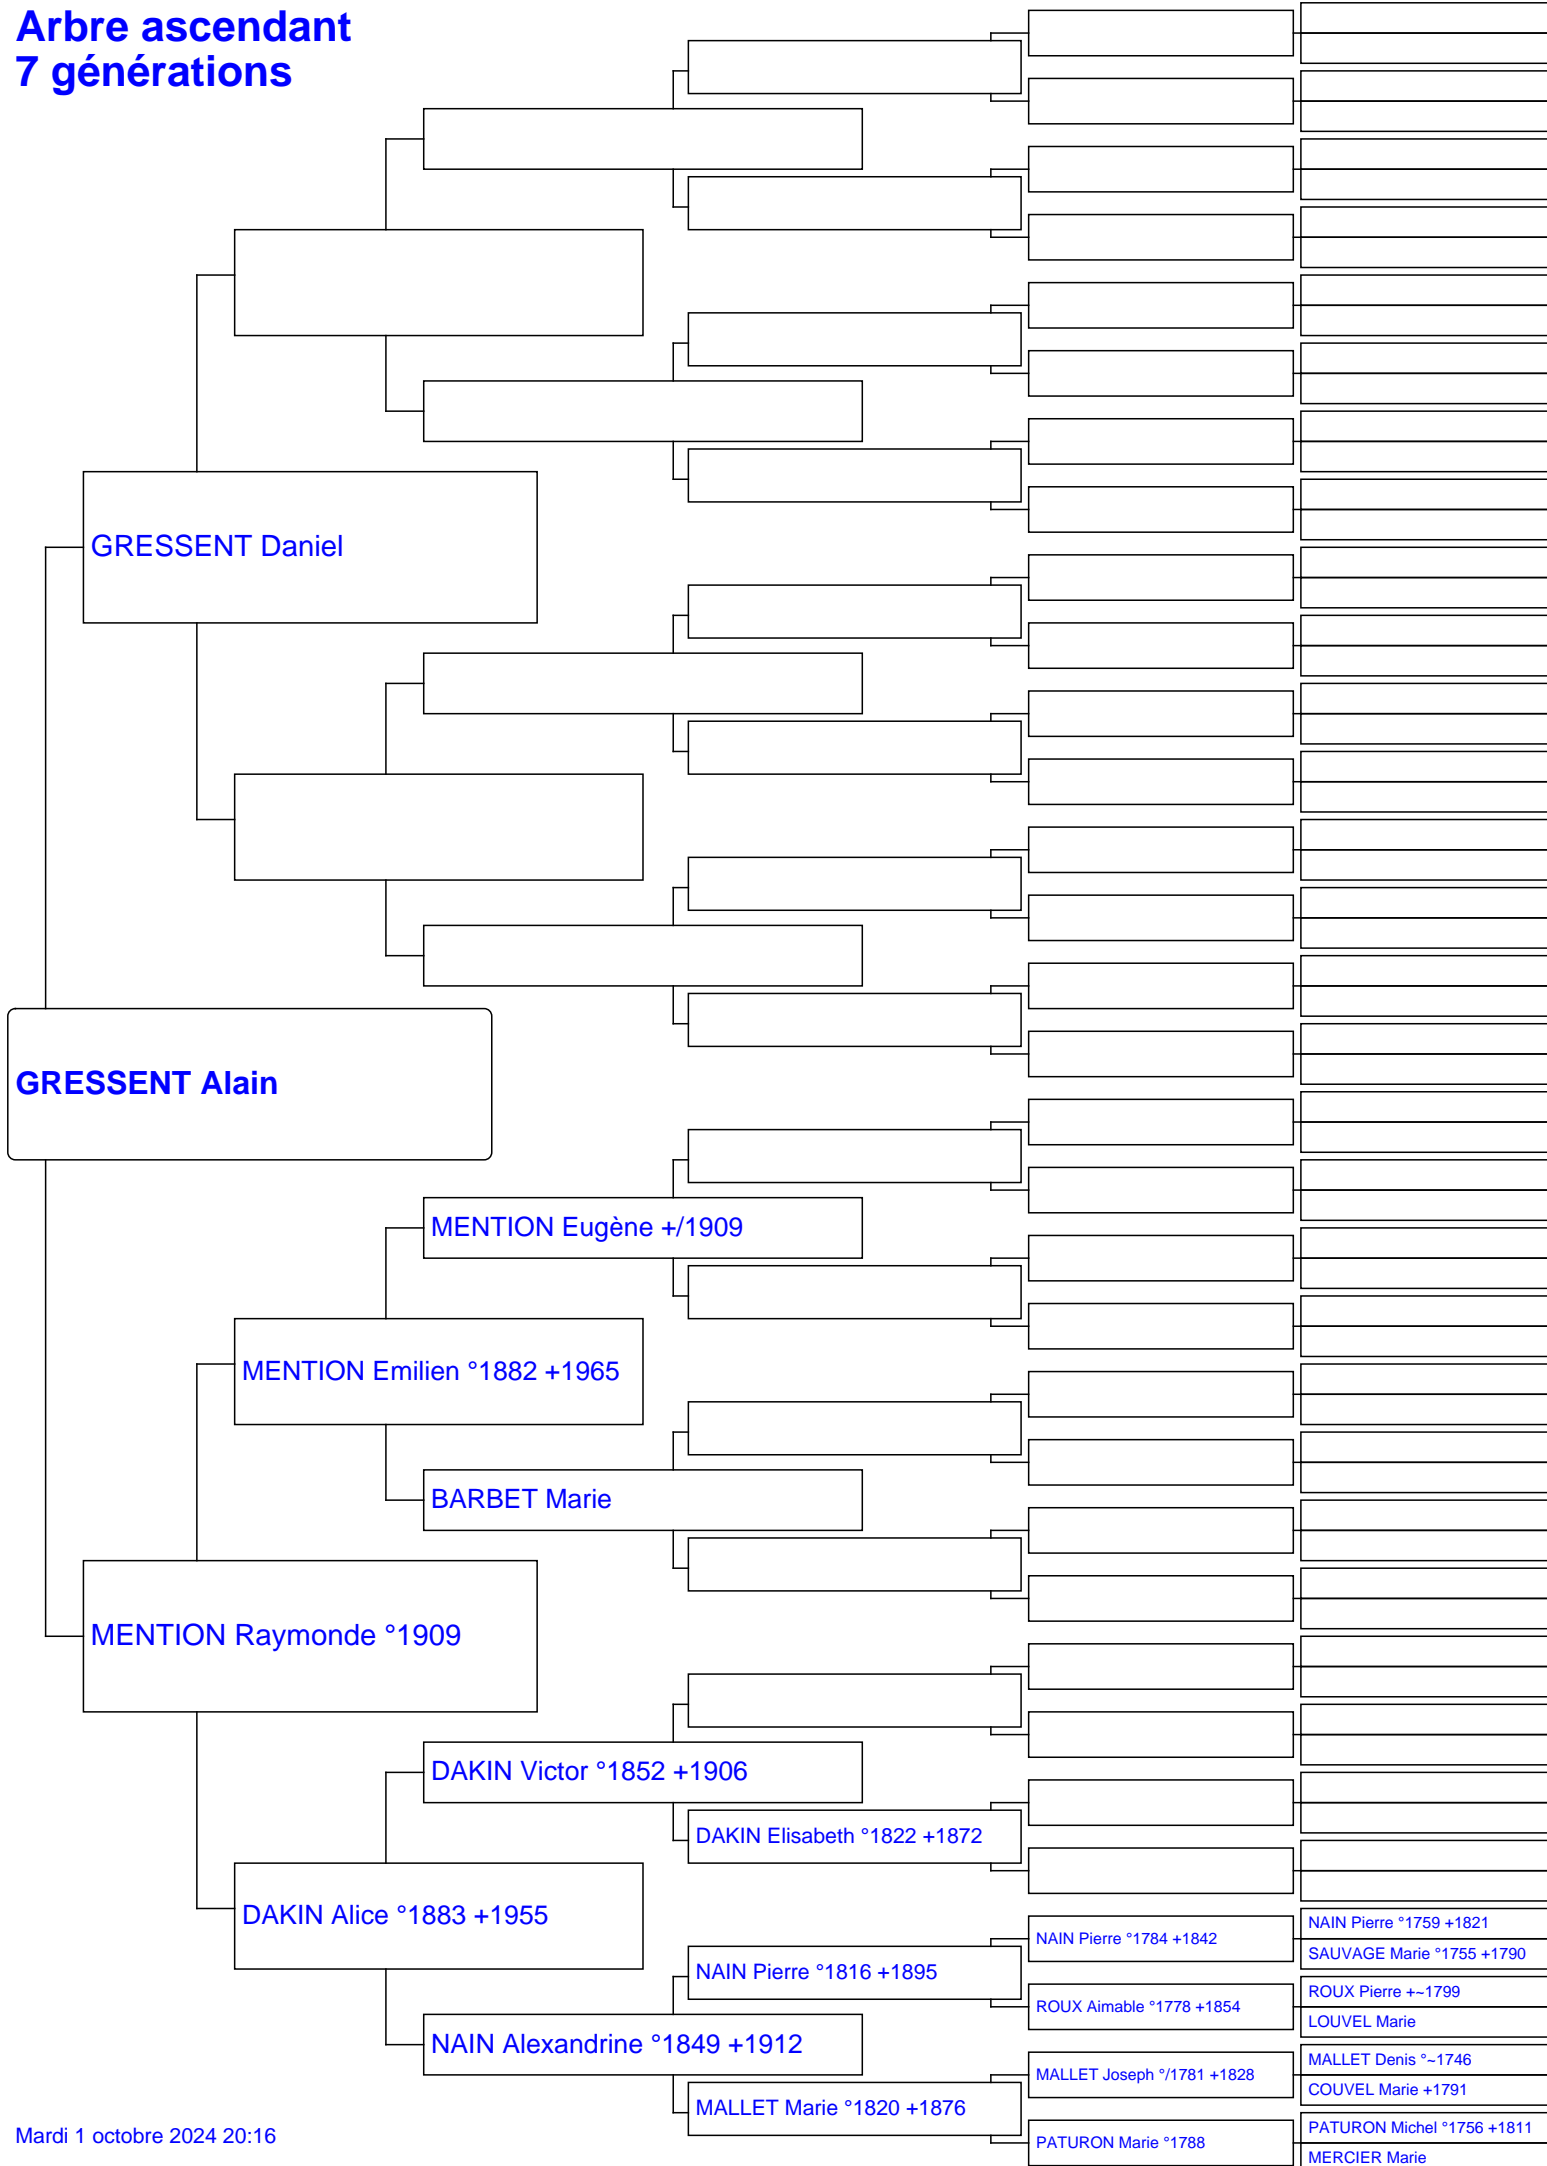 Arbre ascendant
7 générations
GRESSENT Daniel
GRESSENT Alain
MENTION Eugène +/1909
MENTION Emilien °1882 +1965
BARBET Marie
MENTION Raymonde °1909
DAKIN Victor °1852 +1906
DAKIN Elisabeth °1822 +1872
DAKIN Alice °1883 +1955
NAIN Pierre °1759 +1821
NAIN Pierre °1784 +1842
SAUVAGE Marie °1755 +1790
NAIN Pierre °1816 +1895
ROUX Pierre +~1799
ROUX Aimable °1778 +1854
LOUVEL Marie
NAIN Alexandrine °1849 +1912
MALLET Denis °~1746
MALLET Joseph °/1781 +1828
COUVEL Marie +1791
MALLET Marie °1820 +1876
PATURON Michel °1756 +1811
PATURON Marie °1788
MERCIER Marie
Mardi 1 octobre 2024 20:16